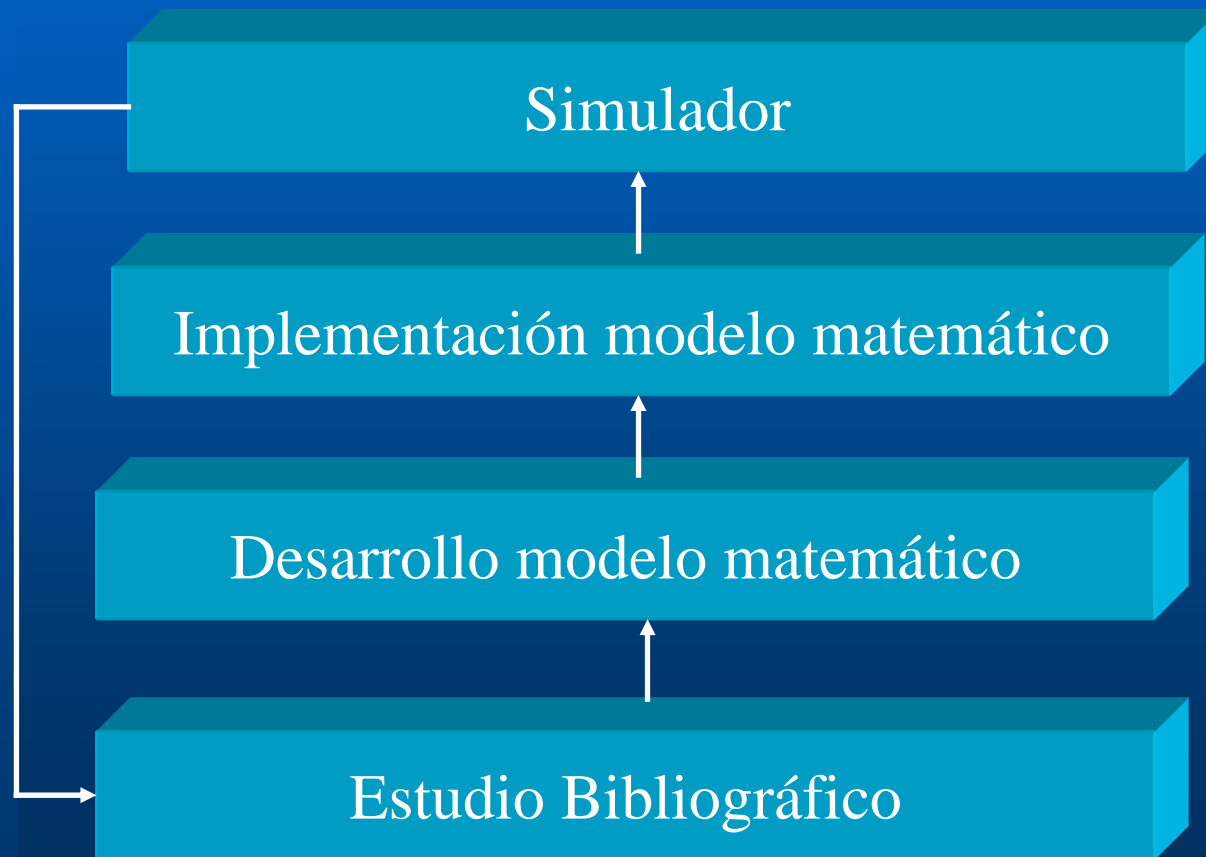 Simulador
Implementación modelo matemático
Desarrollo modelo matemático
Estudio Bibliográfico